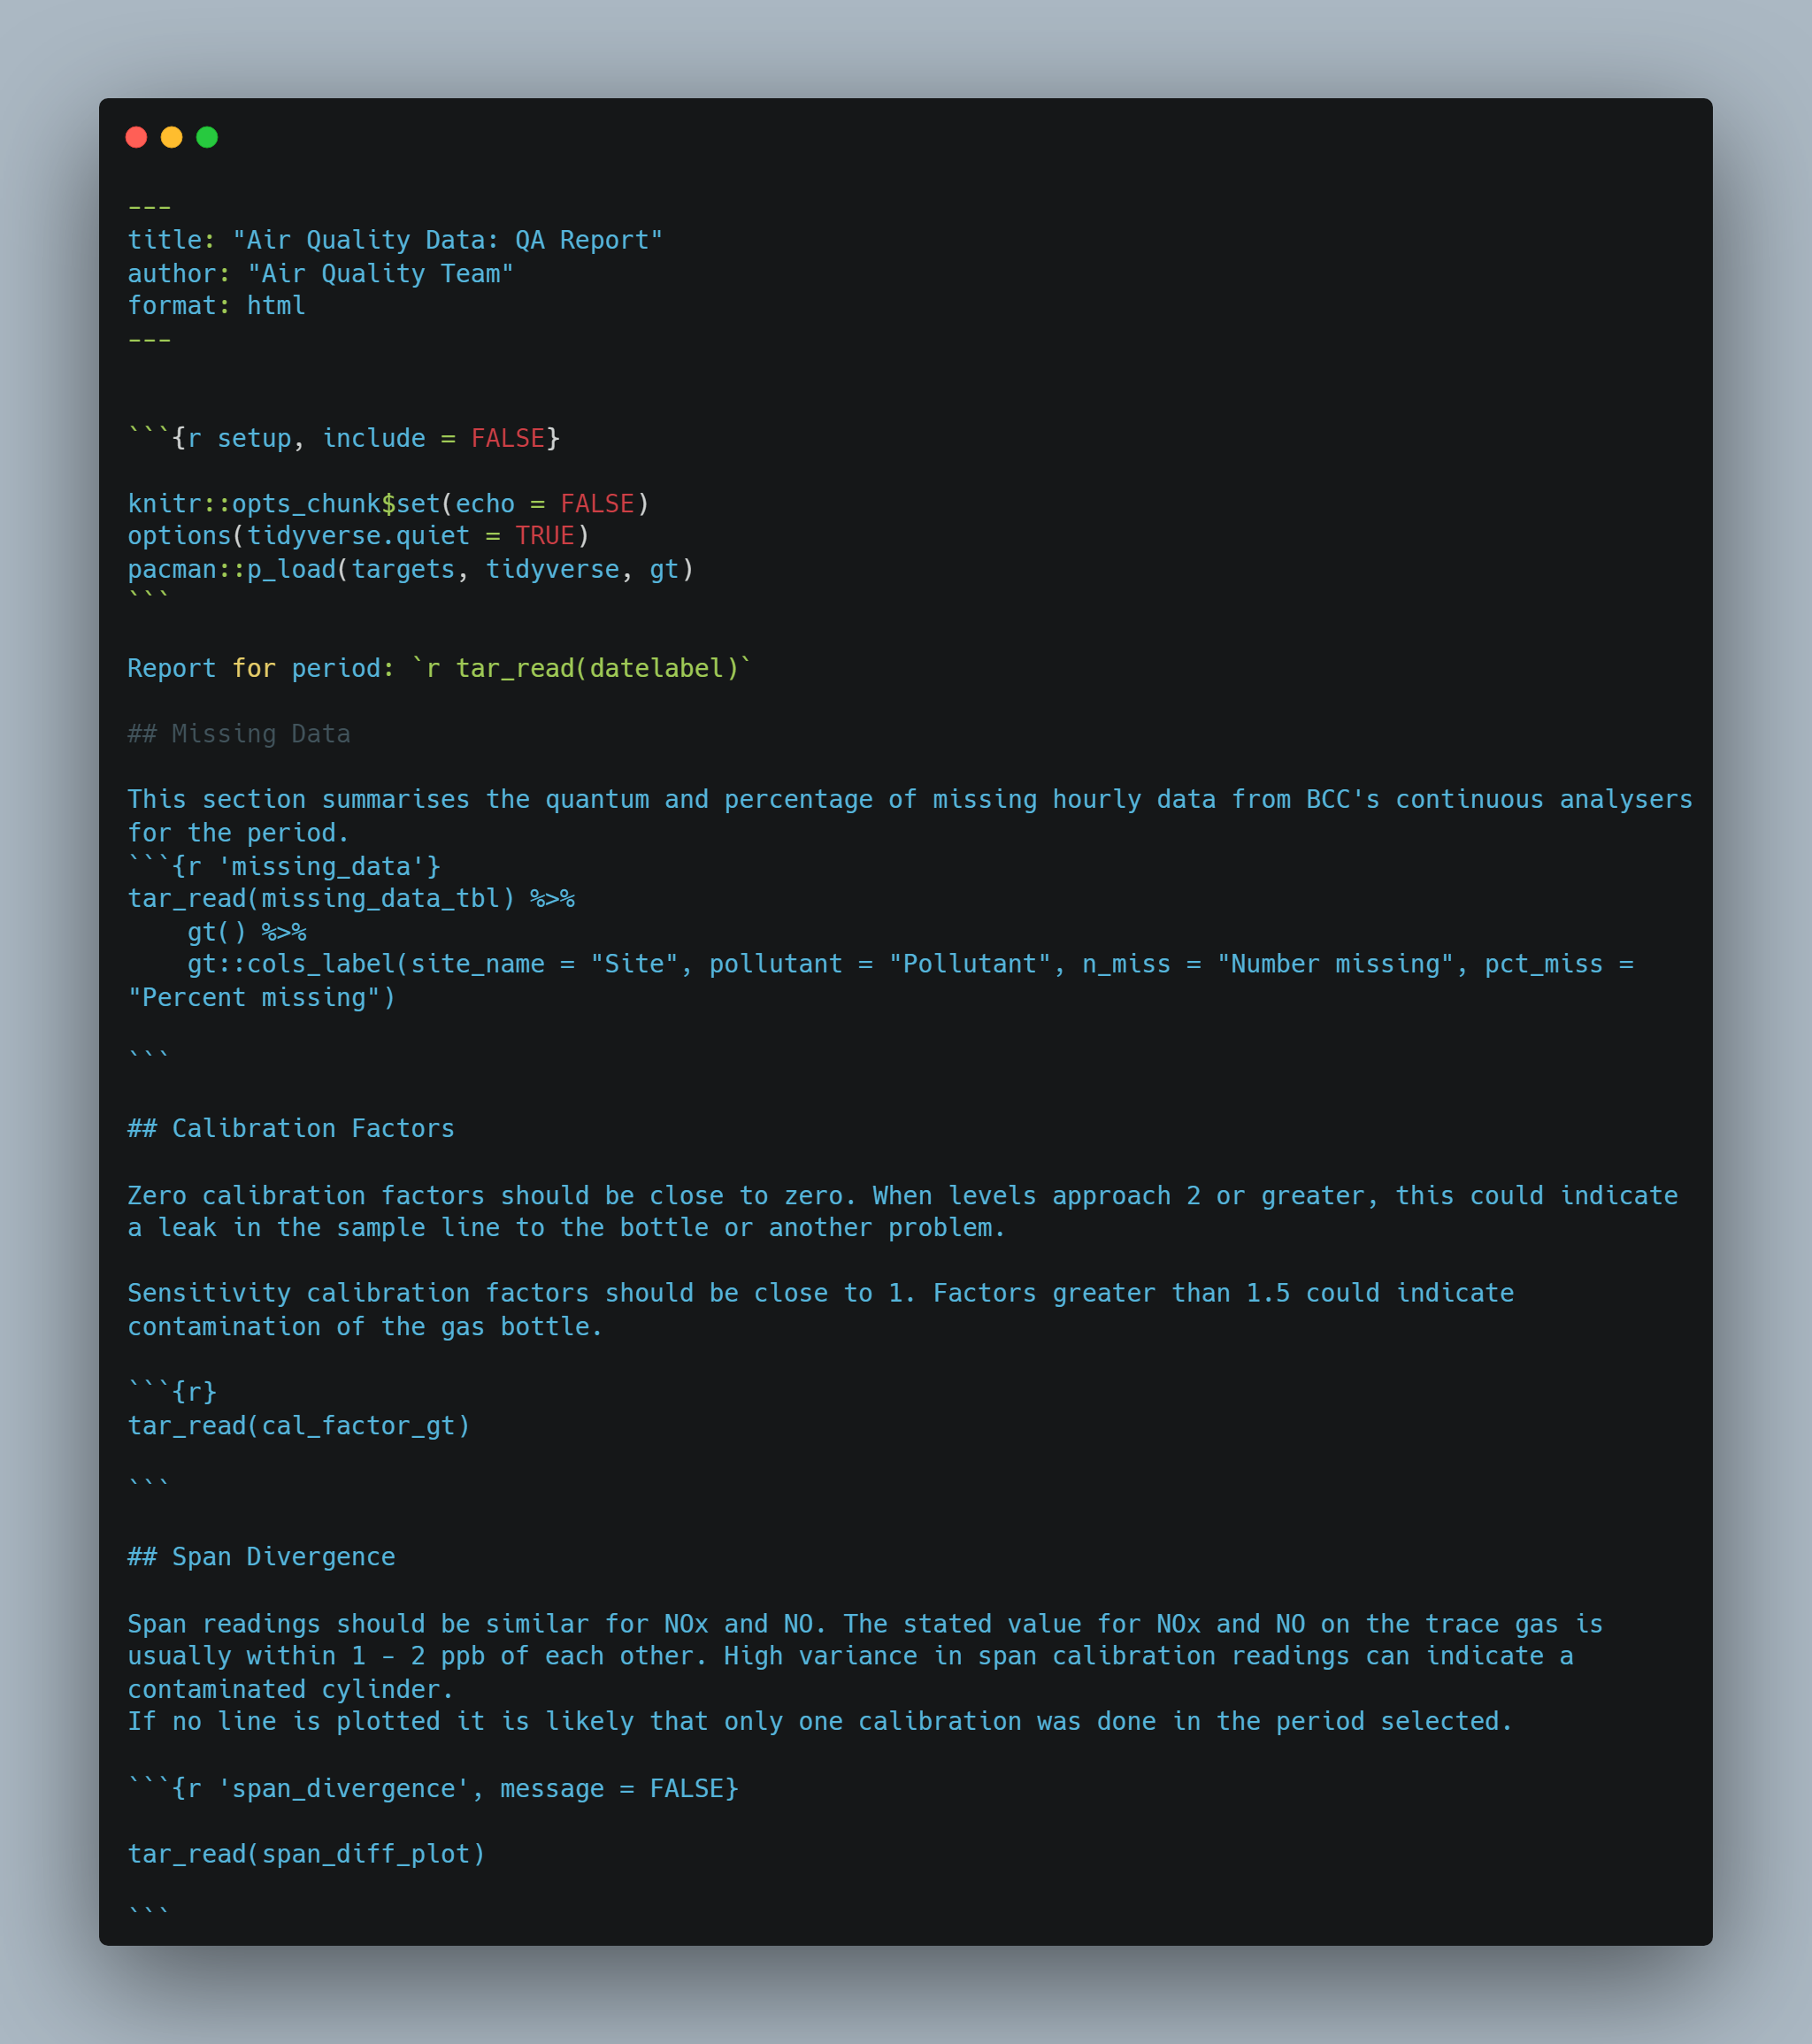 ---
title: "Air Quality Data: QA Report"
author: "Air Quality Team"
format: html
---
```{r setup, include = FALSE}
knitr::opts_chunk$set(echo = FALSE)
options(tidyverse.quiet = TRUE)
pacman::p_load(targets, tidyverse, gt)
```
Report for period: `r tar_read(datelabel)`
## Missing Data
This section summarises the quantum and percentage of missing hourly data from BCC's continuous analysers
for the period.
```{r 'missing_data'}
tar_read(missing_data_tbl) %>%
    gt() %>%
    gt::cols_label(site_name = "Site", pollutant = "Pollutant", n_miss = "Number missing", pct_miss =
"Percent missing")
```
## Calibration Factors
Zero calibration factors should be close to zero. When levels approach 2 or greater, this could indicate
a leak in the sample line to the bottle or another problem.
Sensitivity calibration factors should be close to 1. Factors greater than 1.5 could indicate
contamination of the gas bottle.
```{r}
tar_read(cal_factor_gt)
```
## Span Divergence
Span readings should be similar for NOx and NO. The stated value for NOx and NO on the trace gas is
usually within 1 - 2 ppb of each other. High variance in span calibration readings can indicate a
contaminated cylinder.
If no line is plotted it is likely that only one calibration was done in the period selected.
```{r 'span_divergence', message = FALSE}
tar_read(span_diff_plot)
```